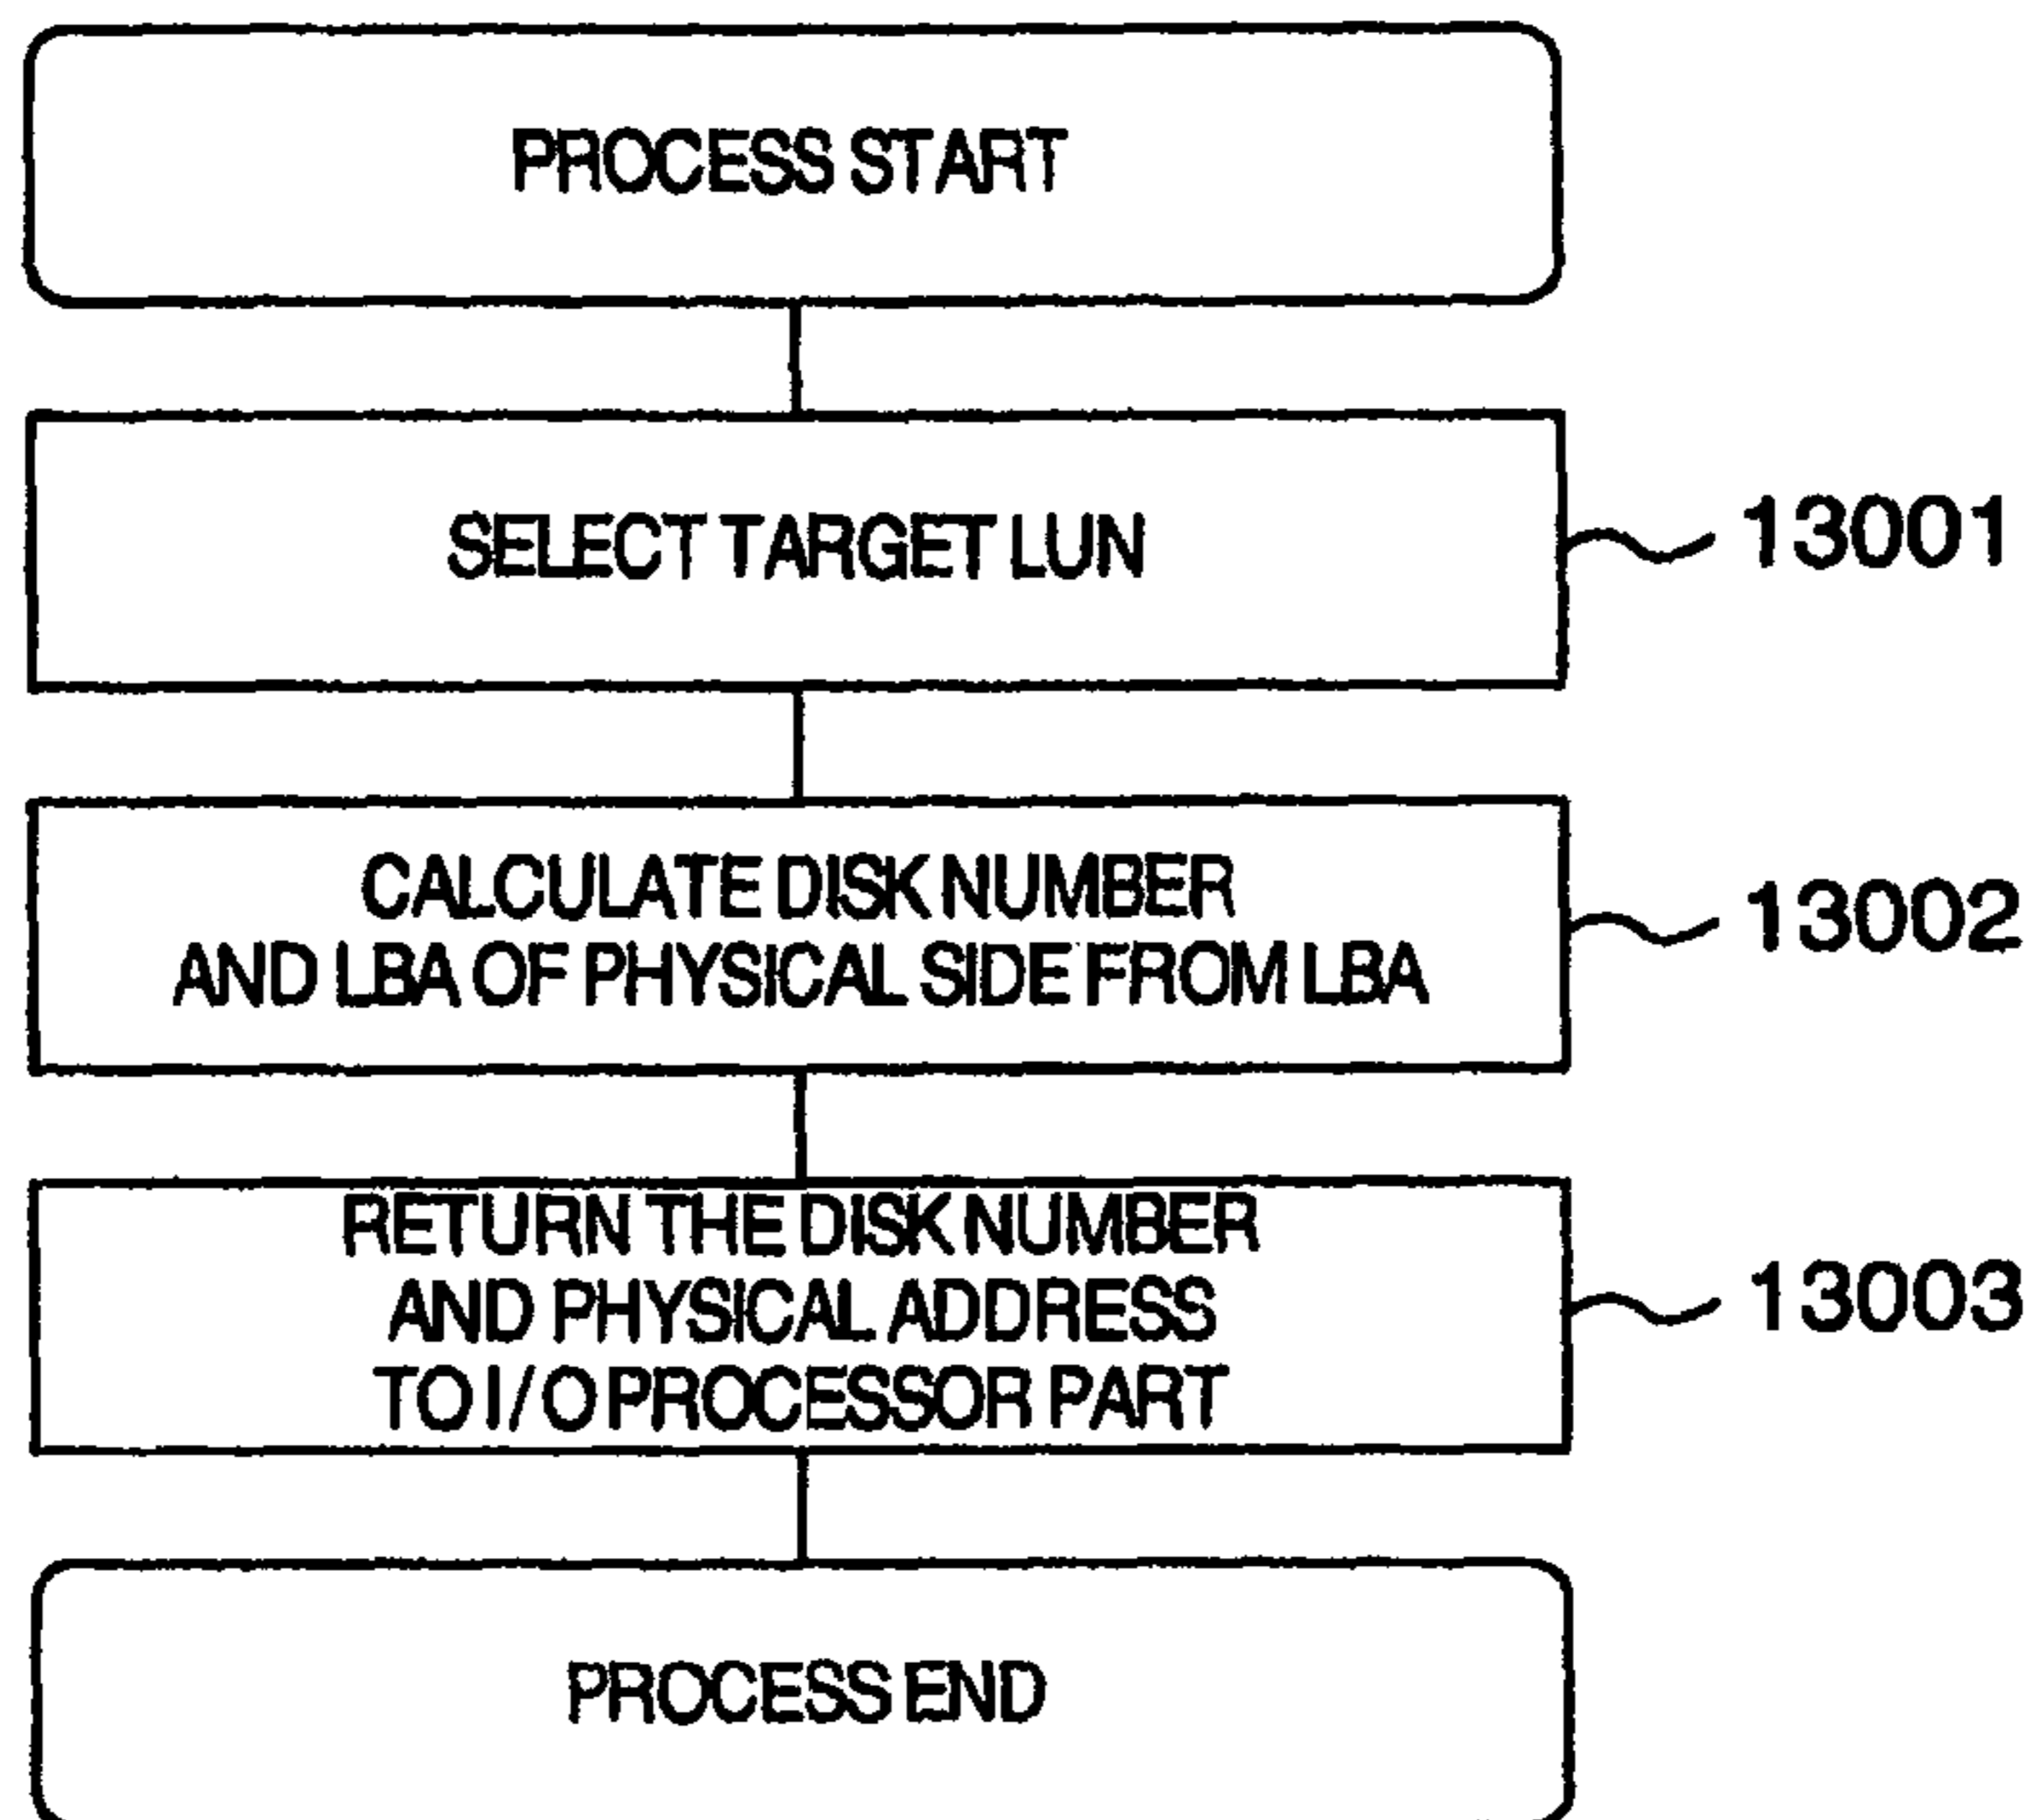 PROCESS START
SELECT TARGET LUN
13001
CALCULATE DISK NUMBER
AND LBA OF PHYSICAL SIDE FROM LBA
13002
RETURN THE DISK NUMBER
AND PHYSICAL ADDRESS
TO I/O PROCESSOR PART
13003
PROCESS END